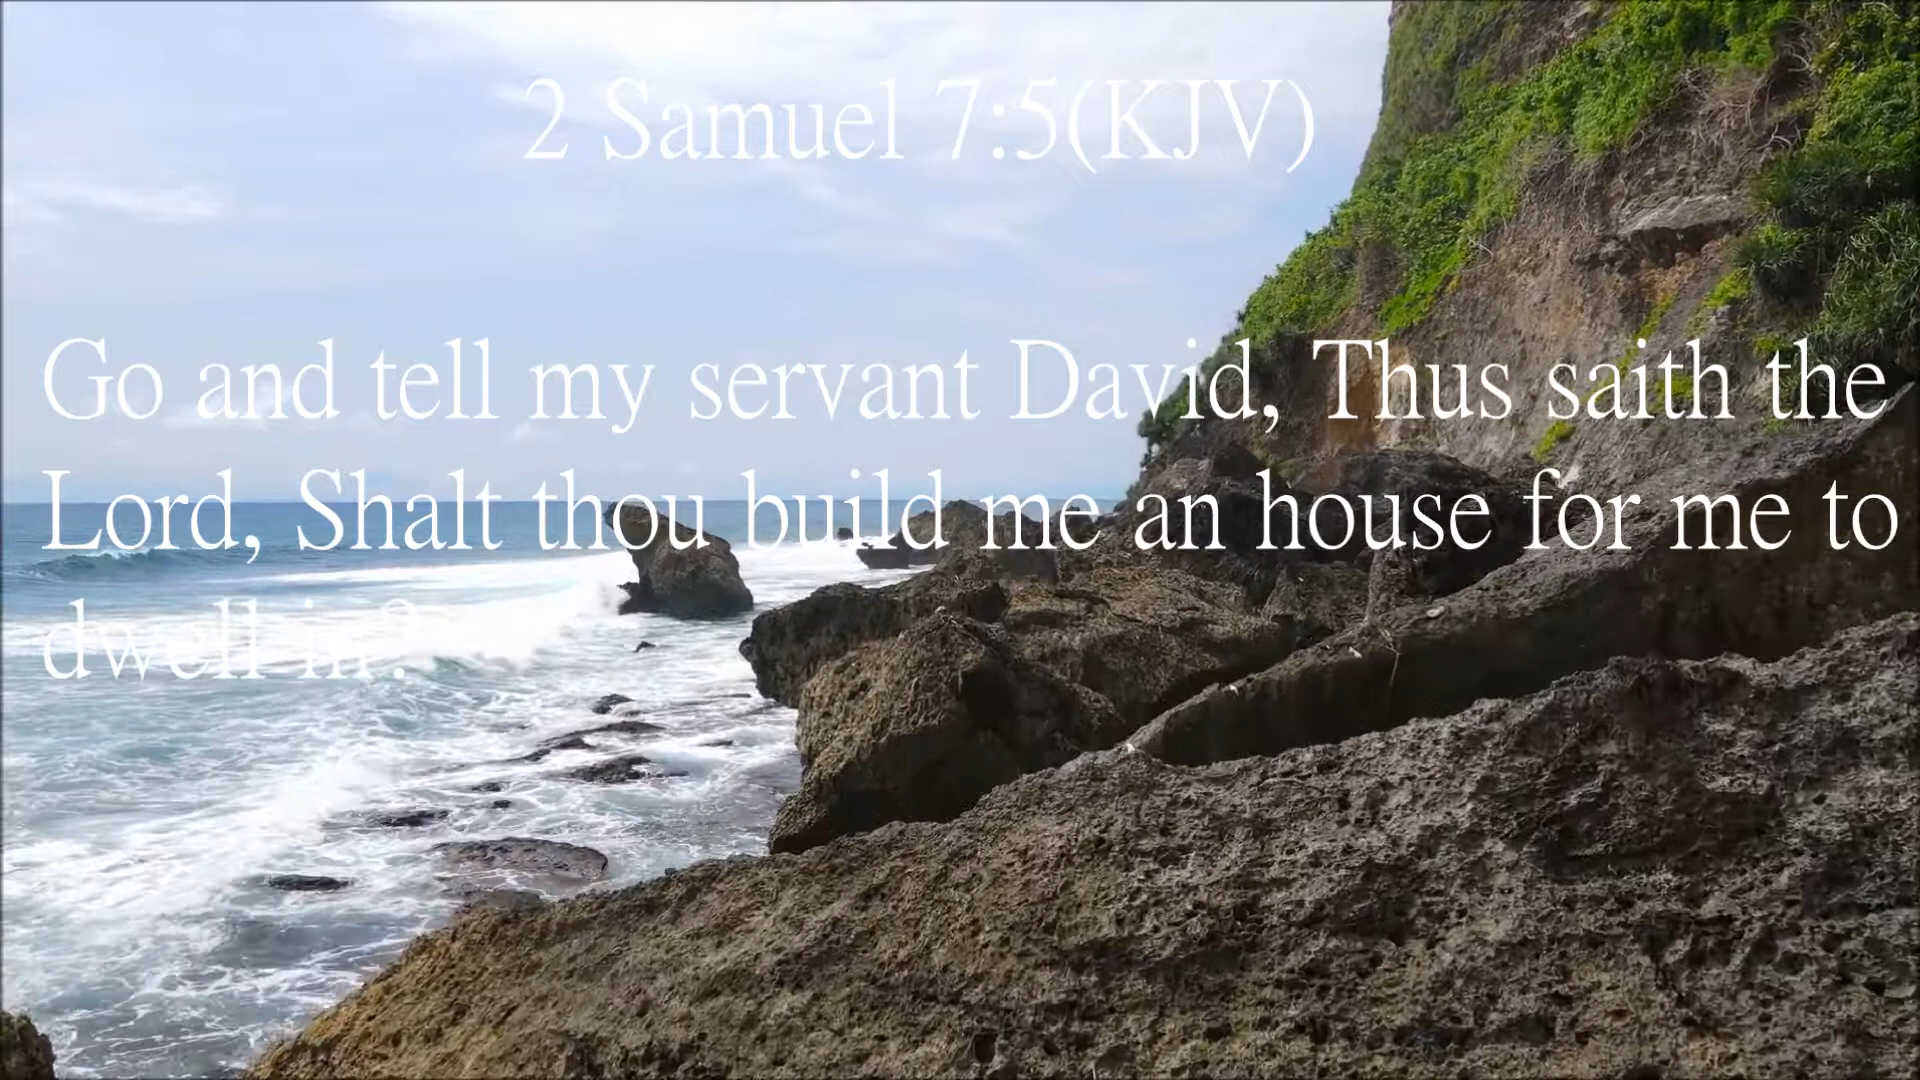 2 Samuel 7:5(KJV)
Go and tell my servant David, Thus saith the
Lord, Shalt thou build me an house for me to
dwell in?